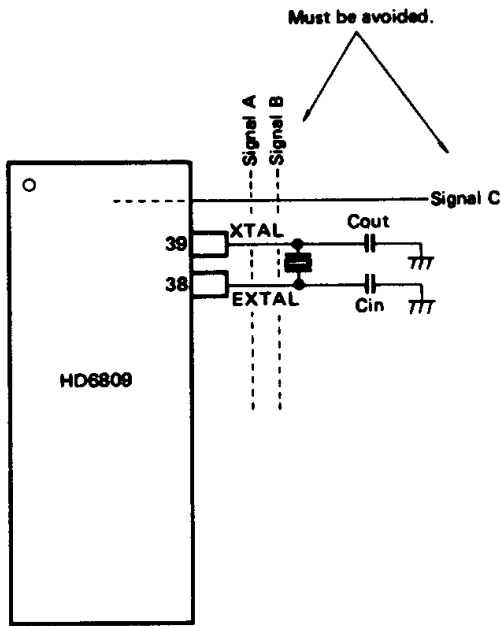 Must be avoided.
Signal A
Signal B
Signal C
Cout
39
XTAL
38
EXTAL
Cin
HD6809